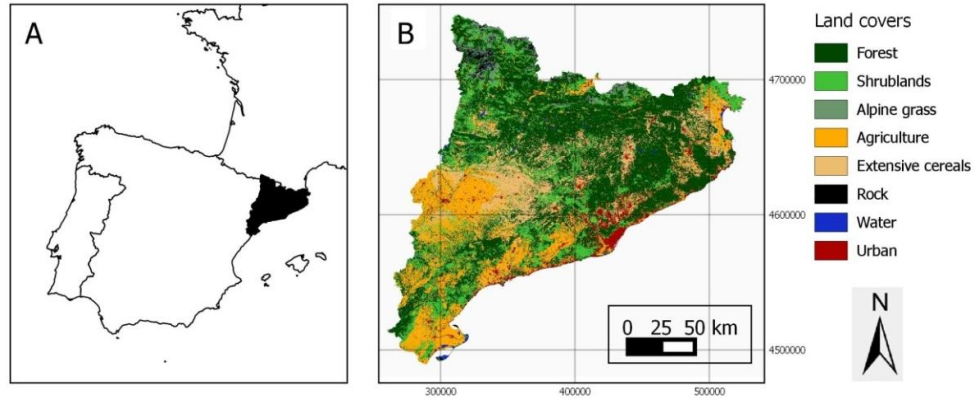 A
B
4700000
4600000
4500000
300000
400000
500000
0 25 50 km
Land covers
Forest
Shrublands
Alpine grass
Agriculture
Extensive cereals
Rock
Water
Urban
N